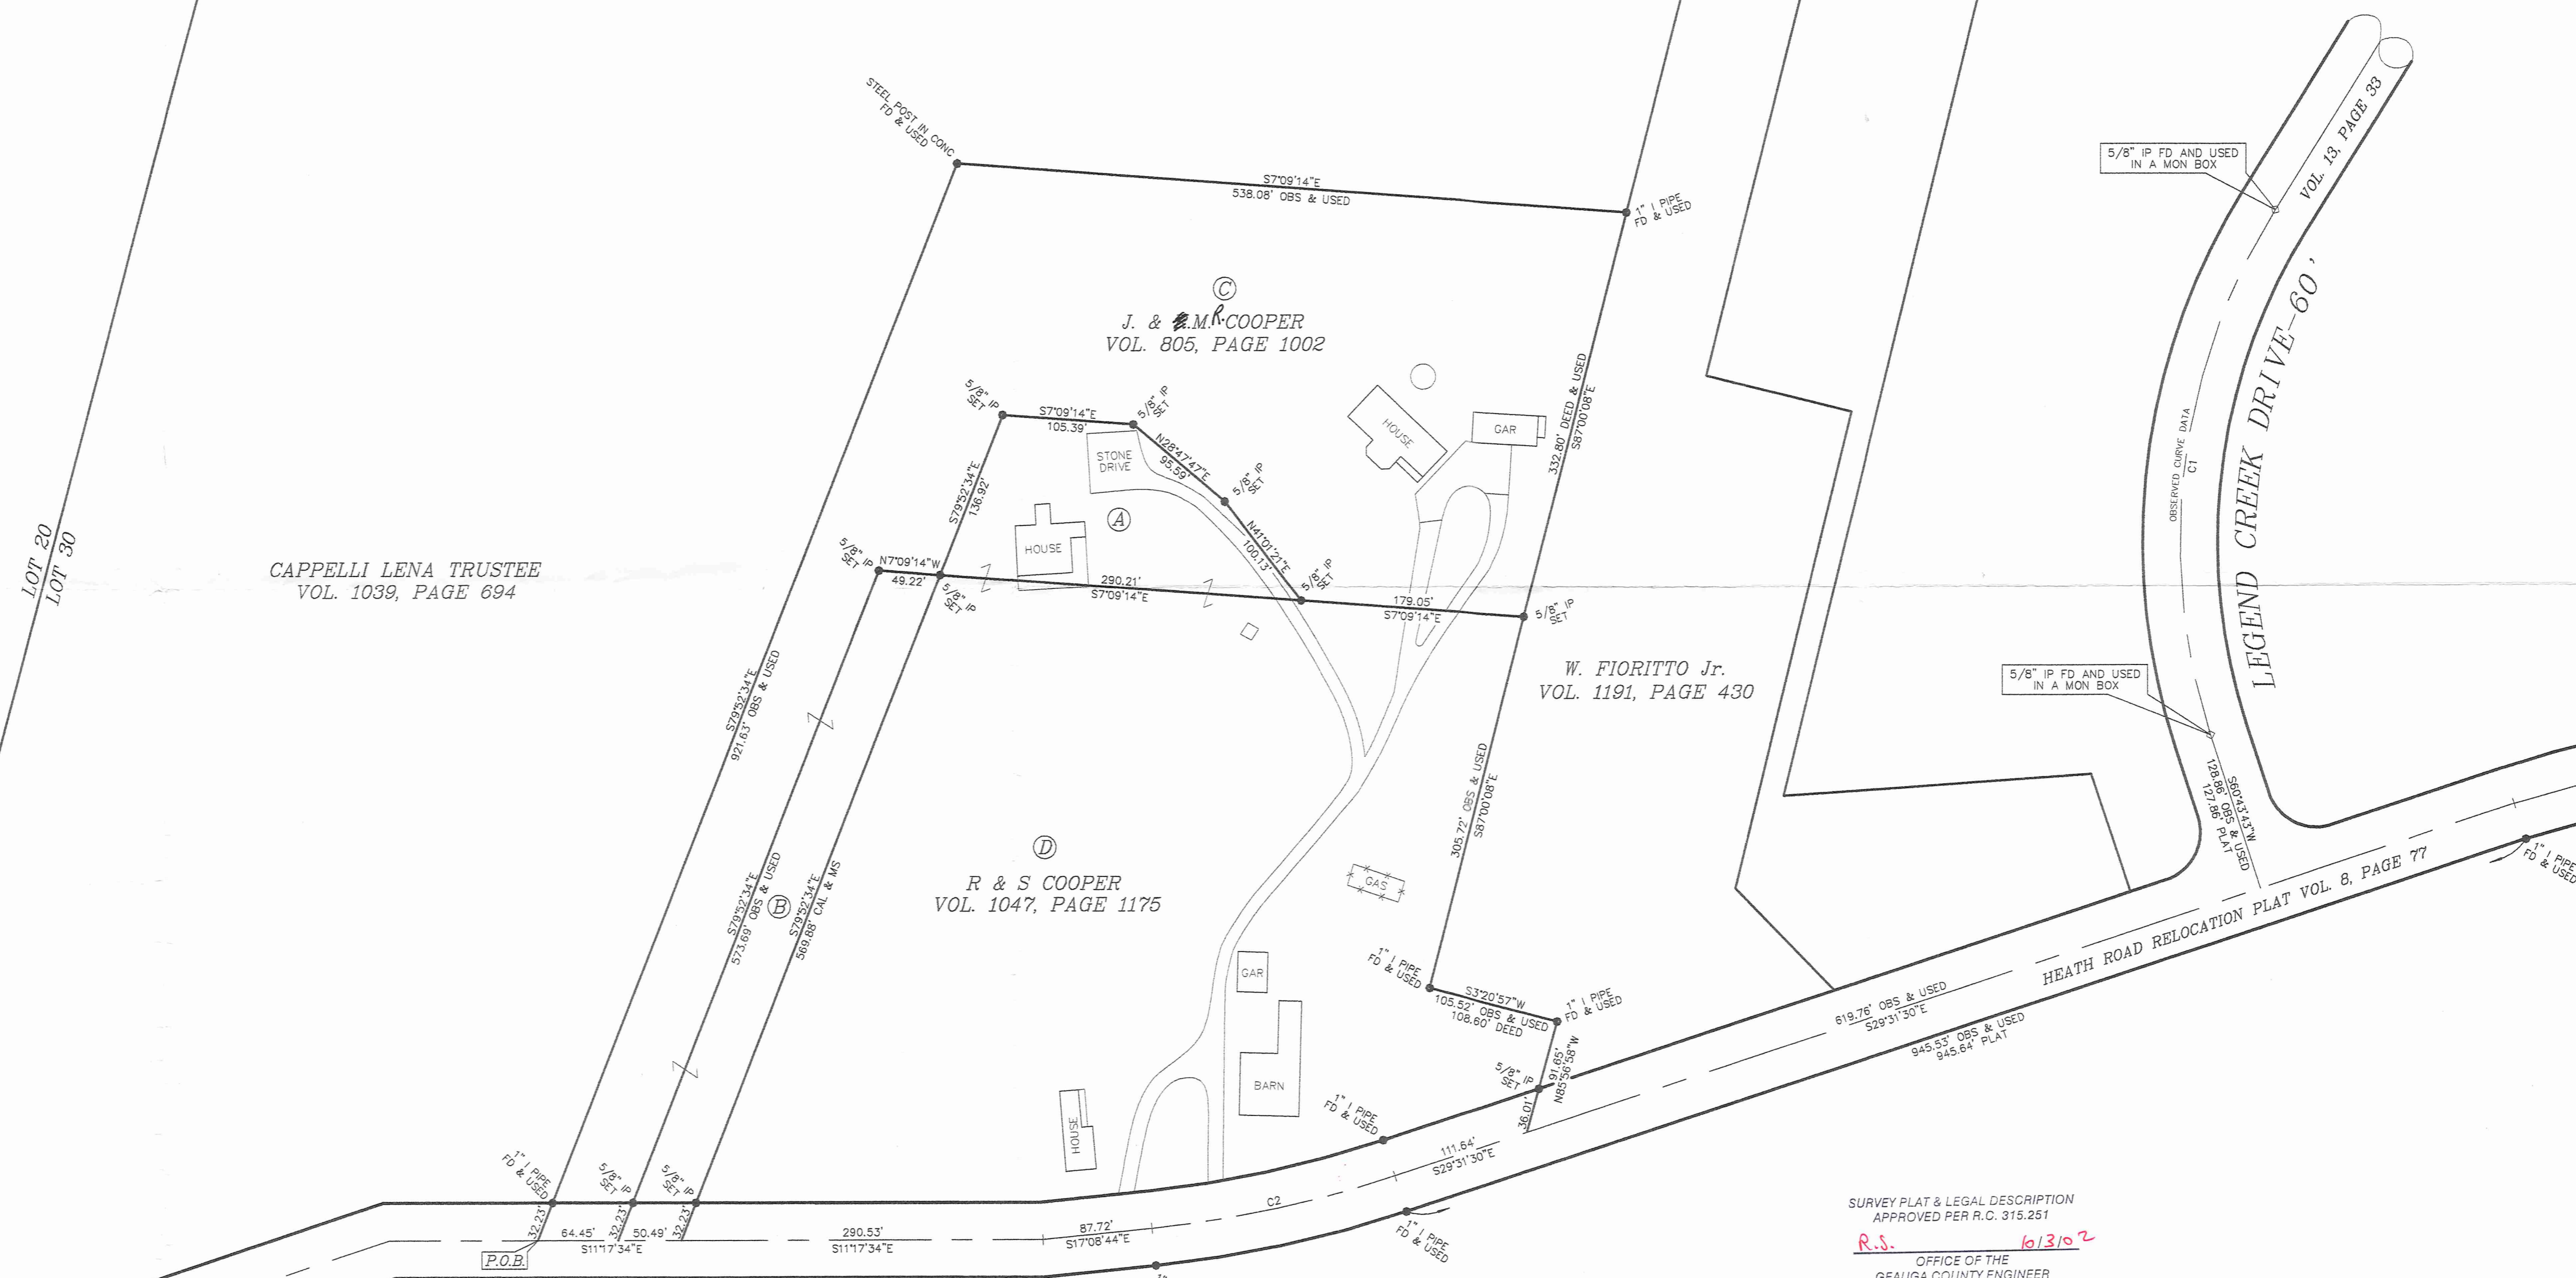 STEEL POST IN CONC
FD & USED
S7°09'14"E
538.08' OBS & USED
1" I PIPE
FD & USED
5/8" IP FD AND USED
IN A MON BOX
VOL. 13, PAGE 33
LEGEND CREEK DRIVE-60'
OBSERVED CURVE DATA
C1
5/8" IP FD AND USED
IN A MON BOX
S60°43'43"W
128.86' OBS & USED
127.86' PLAT
C
J. & M.R. COOPER
VOL. 805, PAGE 1002
5/8" IP
SET
S7°09'14"E
105.39'
5/8" IP
SET
N28°47'47"E
95.59'
5/8" IP
SET
N41°01'21"E
100.13'
5/8" IP
SET
STONE
DRIVE
HOUSE
GAR
332.80' DEED & USED
S87°00'08"E
S79°52'34"E
136.92'
A
HOUSE
LOT 20
LOT 30
CAPPELLI LENA TRUSTEE
VOL. 1039, PAGE 694
5/8" IP
SET
N7°09'14"W
49.22'
5/8" IP
SET
290.21'
S7°09'14"E
179.05'
S7°09'14"E
5/8" IP
SET
W. FIORITTO Jr.
VOL. 1191, PAGE 430
S79°52'34"E
921.63' OBS & USED
305.72' OBS & USED
S87°00'08"E
S79°52'34"E
573.69' OBS & USED
B
S79°52'34"E
569.88' CAL & MS
D
R & S COOPER
VOL. 1047, PAGE 1175
GAS
GAR
BARN
HOUSE
1" I PIPE
FD & USED
S3°20'57"W
105.52' OBS & USED
108.60' DEED
1" I PIPE
FD & USED
91.65'
N85°56'58"W
5/8" IP
SET
36.01'
1" I PIPE
FD & USED
HEATH ROAD RELOCATION PLAT VOL. 8, PAGE 77
1" I PIPE
FD & USED
619.76' OBS & USED
S29°31'30"E
945.53' OBS & USED
945.64' PLAT
111.64'
S29°31'30"E
1" I PIPE
FD & USED
1" I PIPE
FD & USED
5/8" IP
SET
5/8" IP
SET
32.23'
32.23'
32.23'
P.O.B.
64.45'
50.49'
S11°17'34"E
290.53'
S11°17'34"E
87.72'
S17°08'44"E
C2
SURVEY PLAT & LEGAL DESCRIPTION
APPROVED PER R.C. 315.251
R.S. 10/3/02
OFFICE OF THE
GEAUGA COUNTY ENGINEER